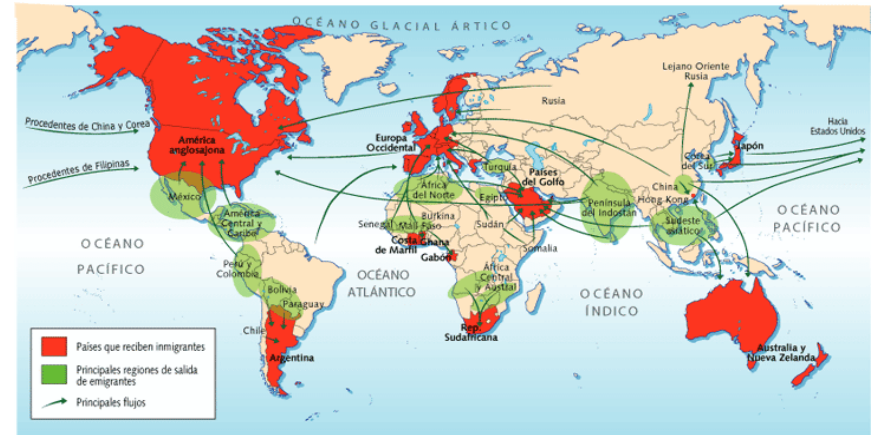 OCÉANO GLACIAL ÁRTICO
Lejano Oriente
Rusia
Rusia
Procedentes de China y Corea
América
anglosajona
Europa
Occidental
Hacia
Estados Unidos
Corea
del Sur
Japón
Procedentes de Filipinas
Turquía
Países
del Golfo
México
África
del Norte
Egipto
China
Hong Kong
Península
del Indostán
América
Central y
Caribe
Senegal
Mali
Burkina
Faso
Sudán
Sudeste
asiático
OCÉANO
PACÍFICO
OCÉANO
PACÍFICO
Costa
de Marfil
Ghana
Gabón
Somalia
Perú y
Colombia
OCÉANO
ATLÁNTICO
África
Central
y Austral
OCÉANO
ÍNDICO
Bolivia
Paraguay
Chile
Argentina
Rep.
Sudafricana
Australia y
Nueva Zelanda
Países que reciben inmigrantes
Principales regiones de salida
de emigrantes
Principales flujos